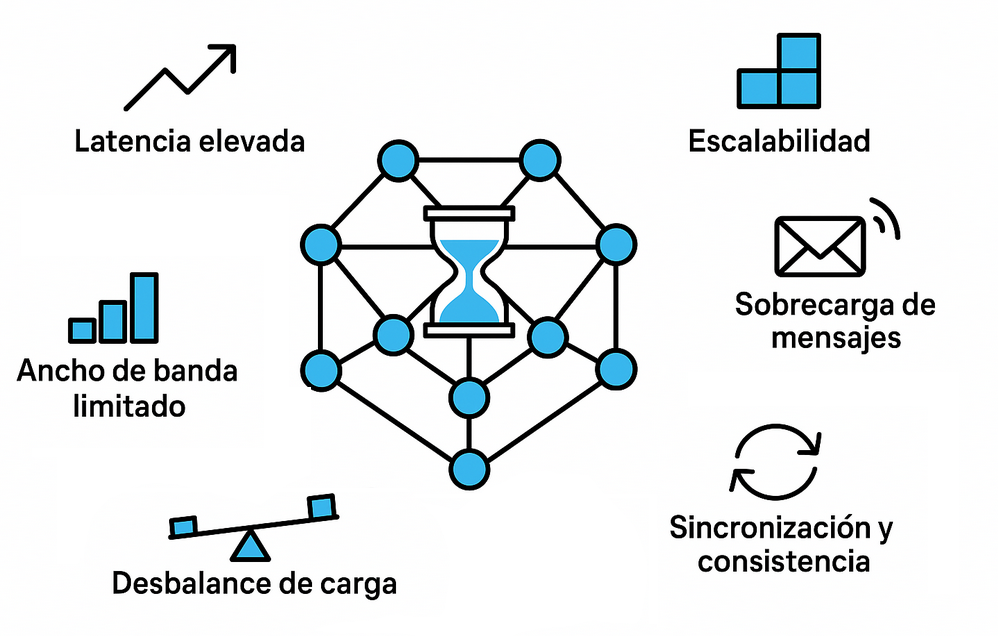 Latencia elevada
Escalabilidad
Sobrecarga de
mensajes
Ancho de banda
limitado
Sincronización y
consistencia
Desbalance de carga